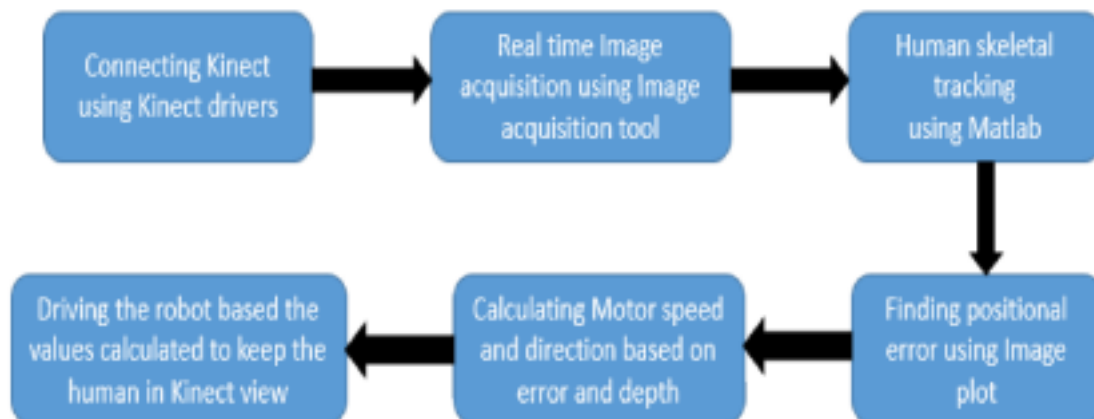 Connecting Kinect
using Kinect drivers
Real time Image
acquisition using Image
acquisition tool
Human skeletal
tracking
using Matlab
Finding positional
error using Image
plot
Calculating Motor speed
and direction based on
error and depth
Driving the robot based the
values calculated to keep the
human in Kinect view